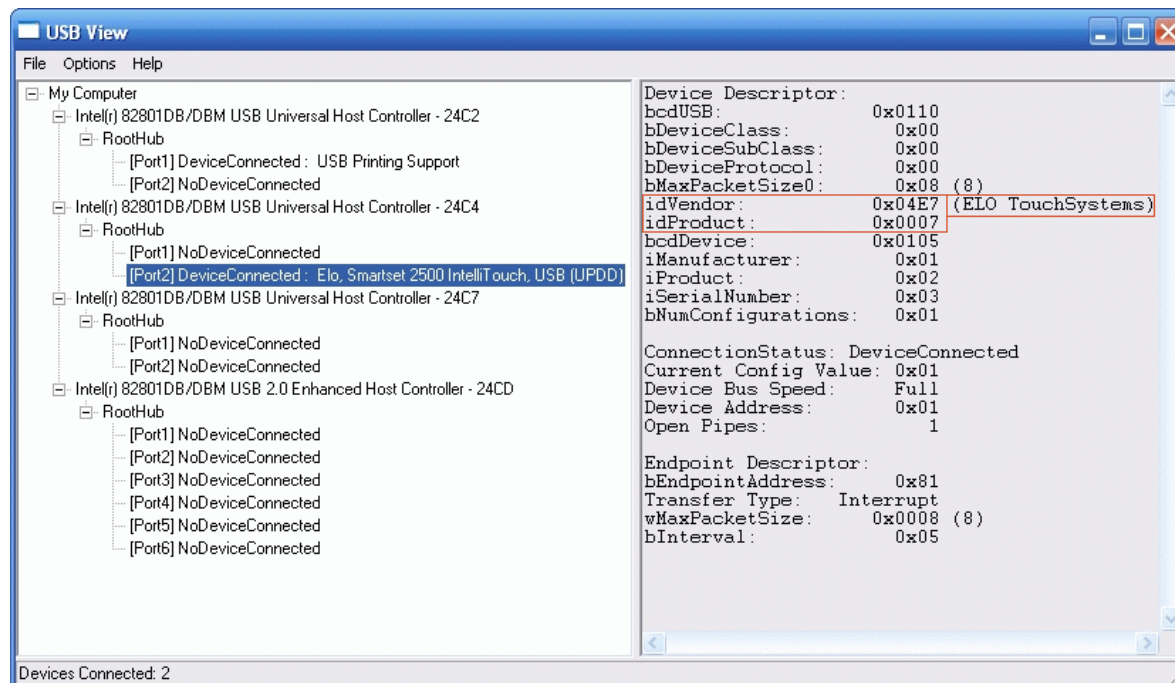 USB View
File Options Help
My Computer
Intel(r) 82801DB/DBM USB Universal Host Controller - 24C2
RootHub
[Port1] DeviceConnected : USB Printing Support
[Port2] NoDeviceConnected
Intel(r) 82801DB/DBM USB Universal Host Controller - 24C4
RootHub
[Port1] NoDeviceConnected
[Port2] DeviceConnected : Elo, Smartset 2500 IntelliTouch, USB (UPDD)
Intel(r) 82801DB/DBM USB Universal Host Controller - 24C7
RootHub
[Port1] NoDeviceConnected
[Port2] NoDeviceConnected
Intel(r) 82801DB/DBM USB 2.0 Enhanced Host Controller - 24CD
RootHub
[Port1] NoDeviceConnected
[Port2] NoDeviceConnected
[Port3] NoDeviceConnected
[Port4] NoDeviceConnected
[Port5] NoDeviceConnected
[Port6] NoDeviceConnected
Device Descriptor:
bcdUSB: 0x0110
bDeviceClass: 0x00
bDeviceSubClass: 0x00
bDeviceProtocol: 0x00
bMaxPacketSize0: 0x08 (8)
idVendor: 0x04E7 (ELO TouchSystems)
idProduct: 0x0007
bcdDevice: 0x0105
iManufacturer: 0x01
iProduct: 0x02
iSerialNumber: 0x03
bNumConfigurations: 0x01
ConnectionStatus: DeviceConnected
Current Config Value: 0x01
Device Bus Speed: Full
Device Address: 0x01
Open Pipes: 1
Endpoint Descriptor:
bEndpointAddress: 0x81
Transfer Type: Interrupt
wMaxPacketSize: 0x0008 (8)
bInterval: 0x05
Devices Connected: 2